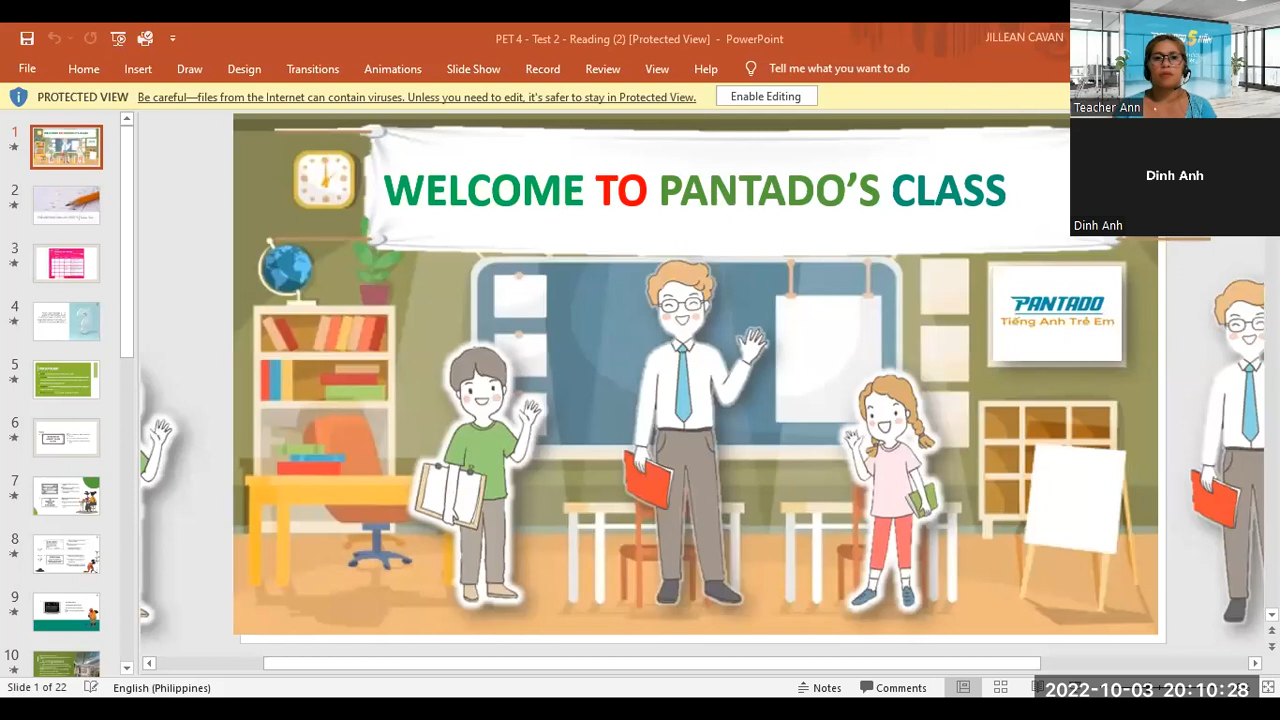 PET 4 - Test 2 - Reading (2) [Protected View] - PowerPoint
JILLEAN CAVAN
File Home Insert Draw Design Transitions Animations Slide Show Record Review View Help Tell me what you want to do
PROTECTED VIEW Be careful—files from the Internet can contain viruses. Unless you need to edit, it's safer to stay in Protected View. Enable Editing
Teacher Ann
Dinh Anh
Dinh Anh
1
2
3
4
5
6
7
8
9
10
WELCOME TO PANTADO’S CLASS
PANTADO
Tiếng Anh Trẻ Em
Slide 1 of 22 English (Philippines) Notes Comments
2022-10-03 20:10:28